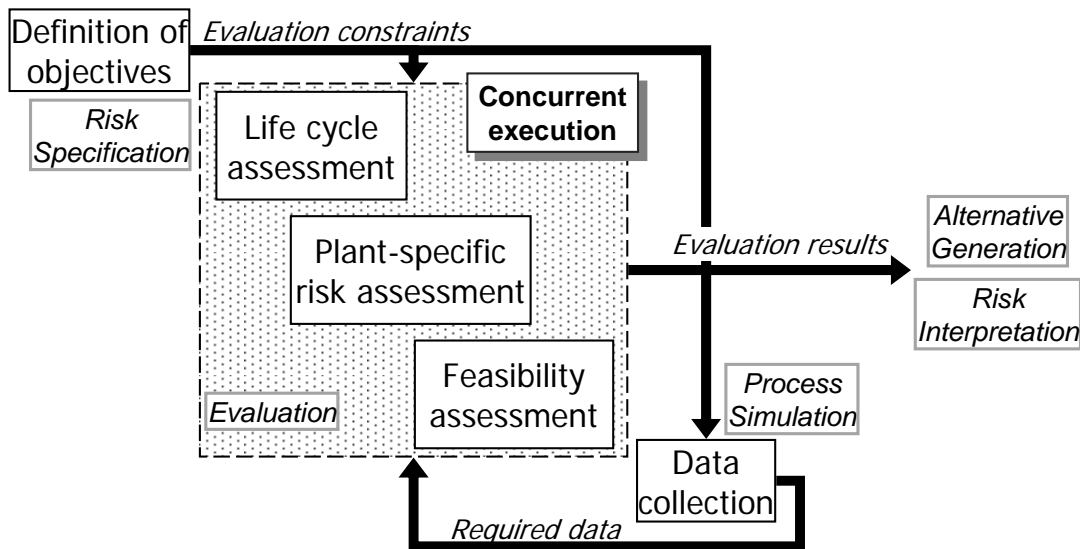 Definition of
objectives
Evaluation constraints
Risk
Specification
Life cycle
assessment
Concurrent
execution
Plant-specific
risk assessment
Evaluation results
Alternative
Generation
Risk
Interpretation
Feasibility
assessment
Evaluation
Process
Simulation
Data
collection
Required data